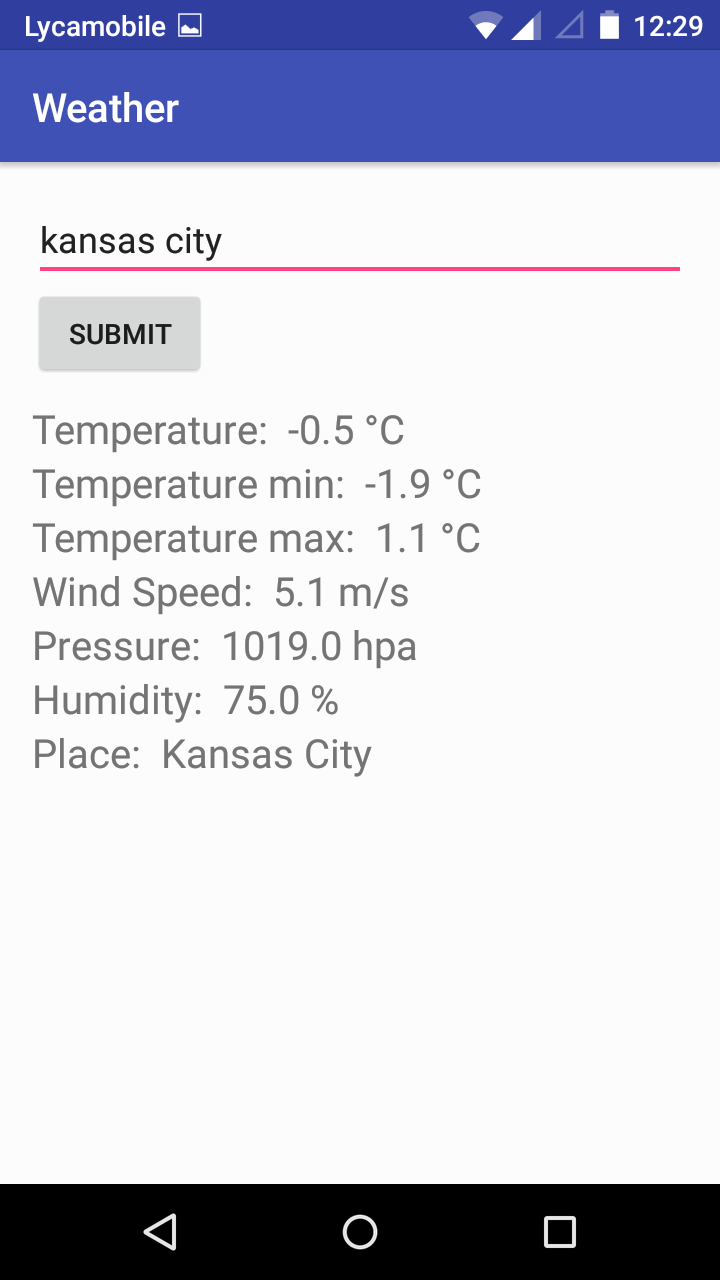 Lycamobile 12:29
Weather
kansas city
SUBMIT
Temperature: -0.5 °C
Temperature min: -1.9 °C
Temperature max: 1.1 °C
Wind Speed: 5.1 m/s
Pressure: 1019.0 hpa
Humidity: 75.0 %
Place: Kansas City